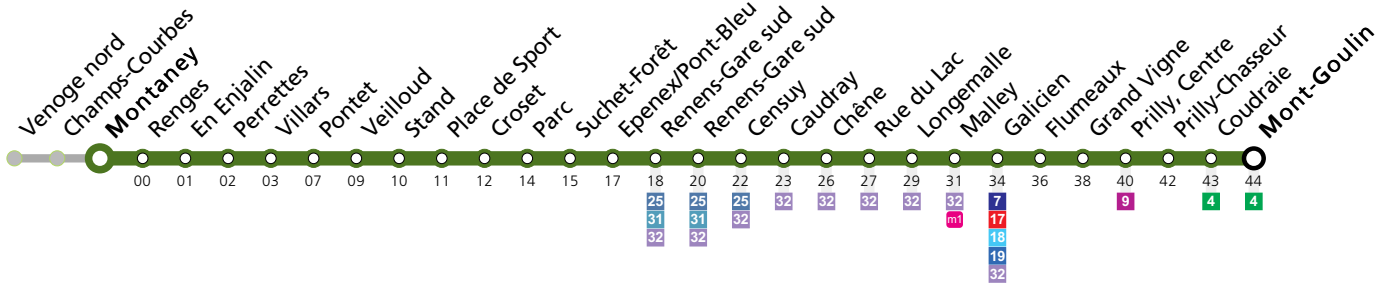 Venoge nord
Champs-Courbes
Montaney
Renges
En Enjalin
Perrettes
Villars
Pontet
Veilloud
Stand
Place de Sport
Croset
Parc
Suchet-Forêt
Epenex/Pont-Bleu
Renens-Gare sud
Renens-Gare sud
Censuy
Caudray
Chêne
Rue du Lac
Longemalle
Malley
Galicien
Flumeaux
Grand Vigne
Prilly, Centre
Prilly-Chasseur
Coudraie
Mont-Goulin
00 01 02 03 07 09 10 11 12 14 15 17 18 20 22 23 26 27 29 31 34 36 38 40 42 43 44
25 25 25 32 32 32 32 32 7 9 4 4
31 31 32 m1 17
32 32 18
19
32